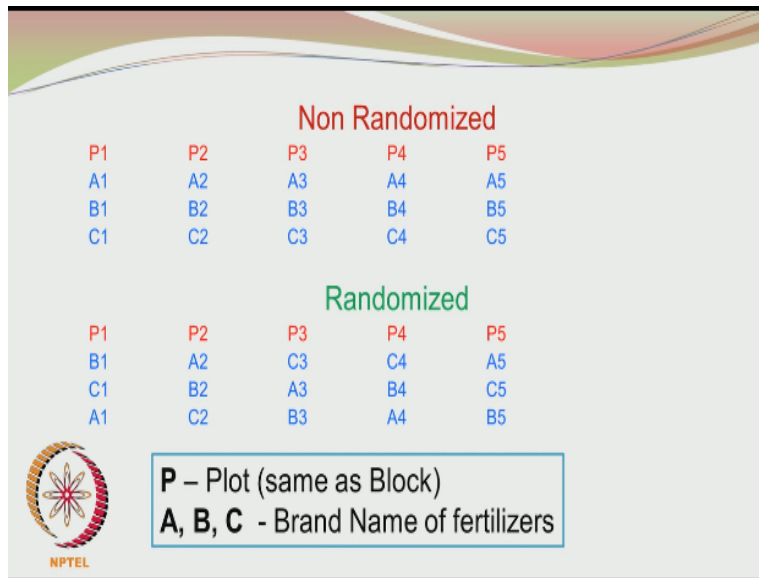 Non Randomized
P1 P2 P3 P4 P5
A1 A2 A3 A4 A5
B1 B2 B3 B4 B5
C1 C2 C3 C4 C5
Randomized
P1 P2 P3 P4 P5
B1 A2 C3 C4 A5
C1 B2 A3 B4 C5
A1 C2 B3 A4 B5
P – Plot (same as Block)
A, B, C - Brand Name of fertilizers
NPTEL